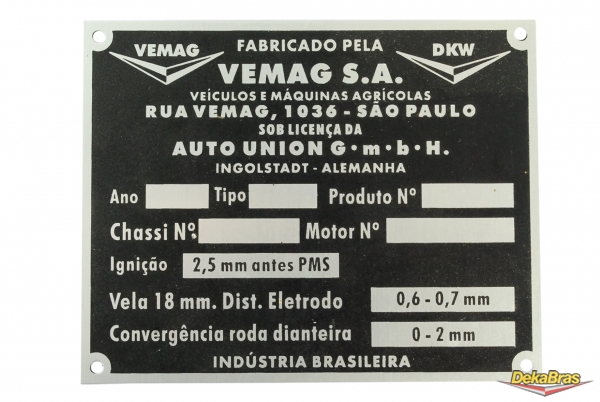 VEMAG FABRICADO PELA DKW
VEMAG S.A.
VEÍCULOS E MÁQUINAS AGRÍCOLAS
RUA VEMAG, 1036 - SÃO PAULO
SOB LICENÇA DA
AUTO UNION G·m·b·H.
INGOLSTADT - ALEMANHA
Ano Tipo Produto Nº
Chassi Nº. Motor Nº
Ignição 2,5 mm antes PMS
Vela 18 mm. Dist. Eletrodo 0,6 - 0,7 mm
Convergência roda dianteira 0 - 2 mm
INDÚSTRIA BRASILEIRA
DekaBras